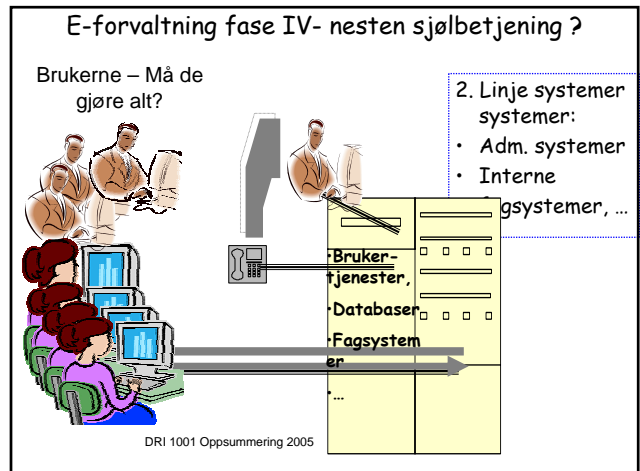 E-forvaltning fase IV- nesten sjølbetjening ?
Brukerne – Må de
gjøre alt?
2. Linje systemer
systemer:
• Adm. systemer
• Interne
gsystemer, …
•Bruker-
tjenester,
•Databaser
•Fagsystem
er
•…
DRI 1001 Oppsummering 2005